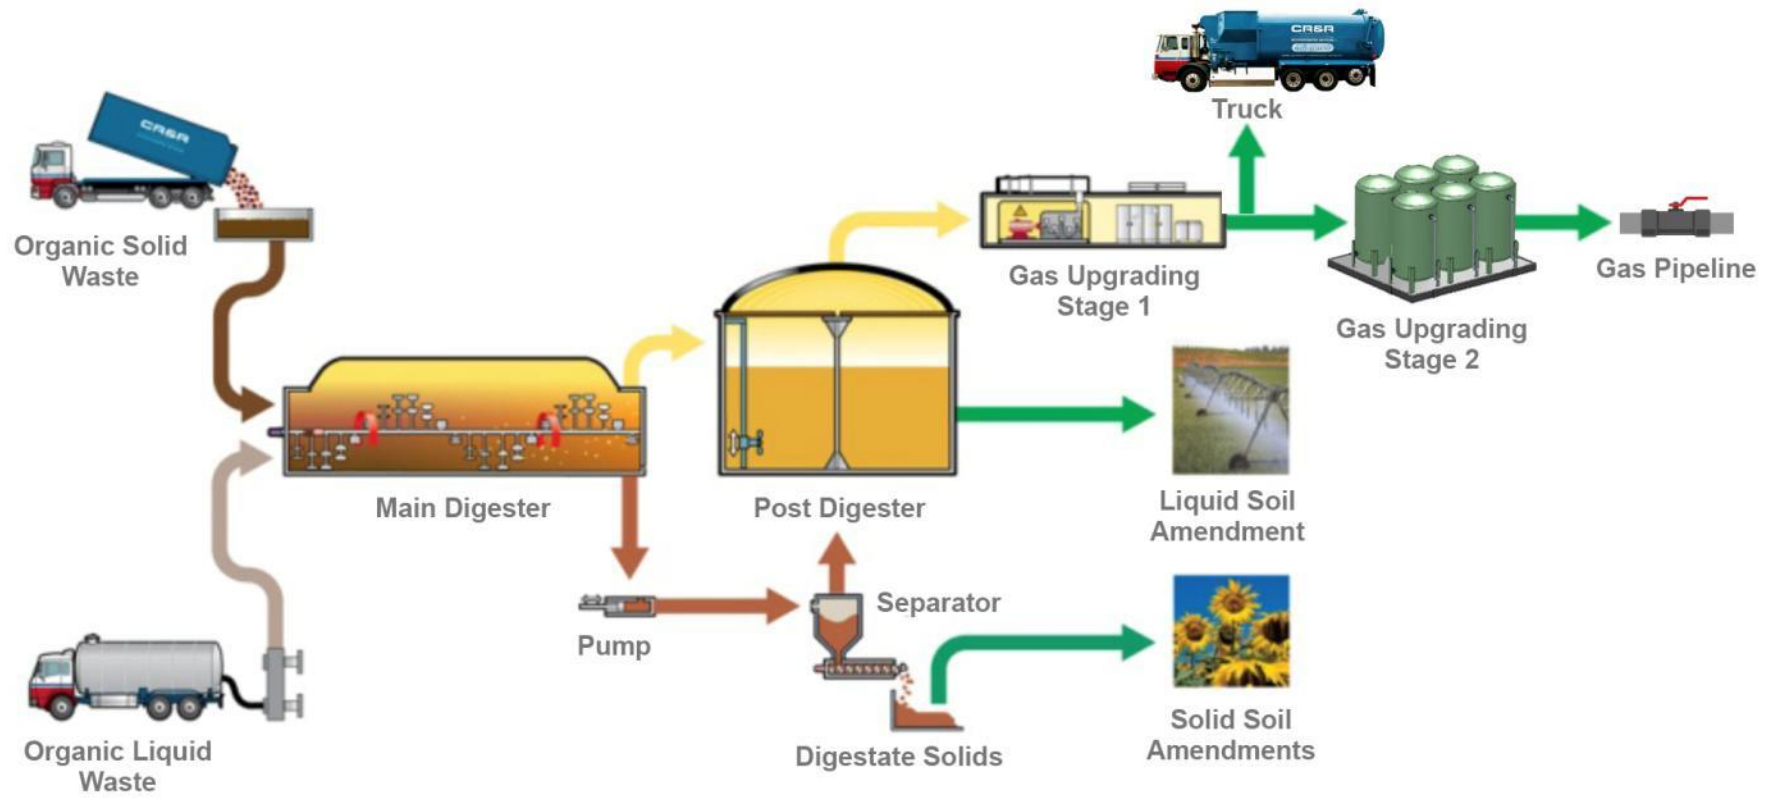 CR&R
Truck
CR&R
Organic Solid
Waste
Gas Upgrading
Stage 1
Gas Pipeline
Gas Upgrading
Stage 2
Main Digester
Post Digester
Liquid Soil
Amendment
Separator
Pump
Organic Liquid
Waste
Digestate Solids
Solid Soil
Amendments